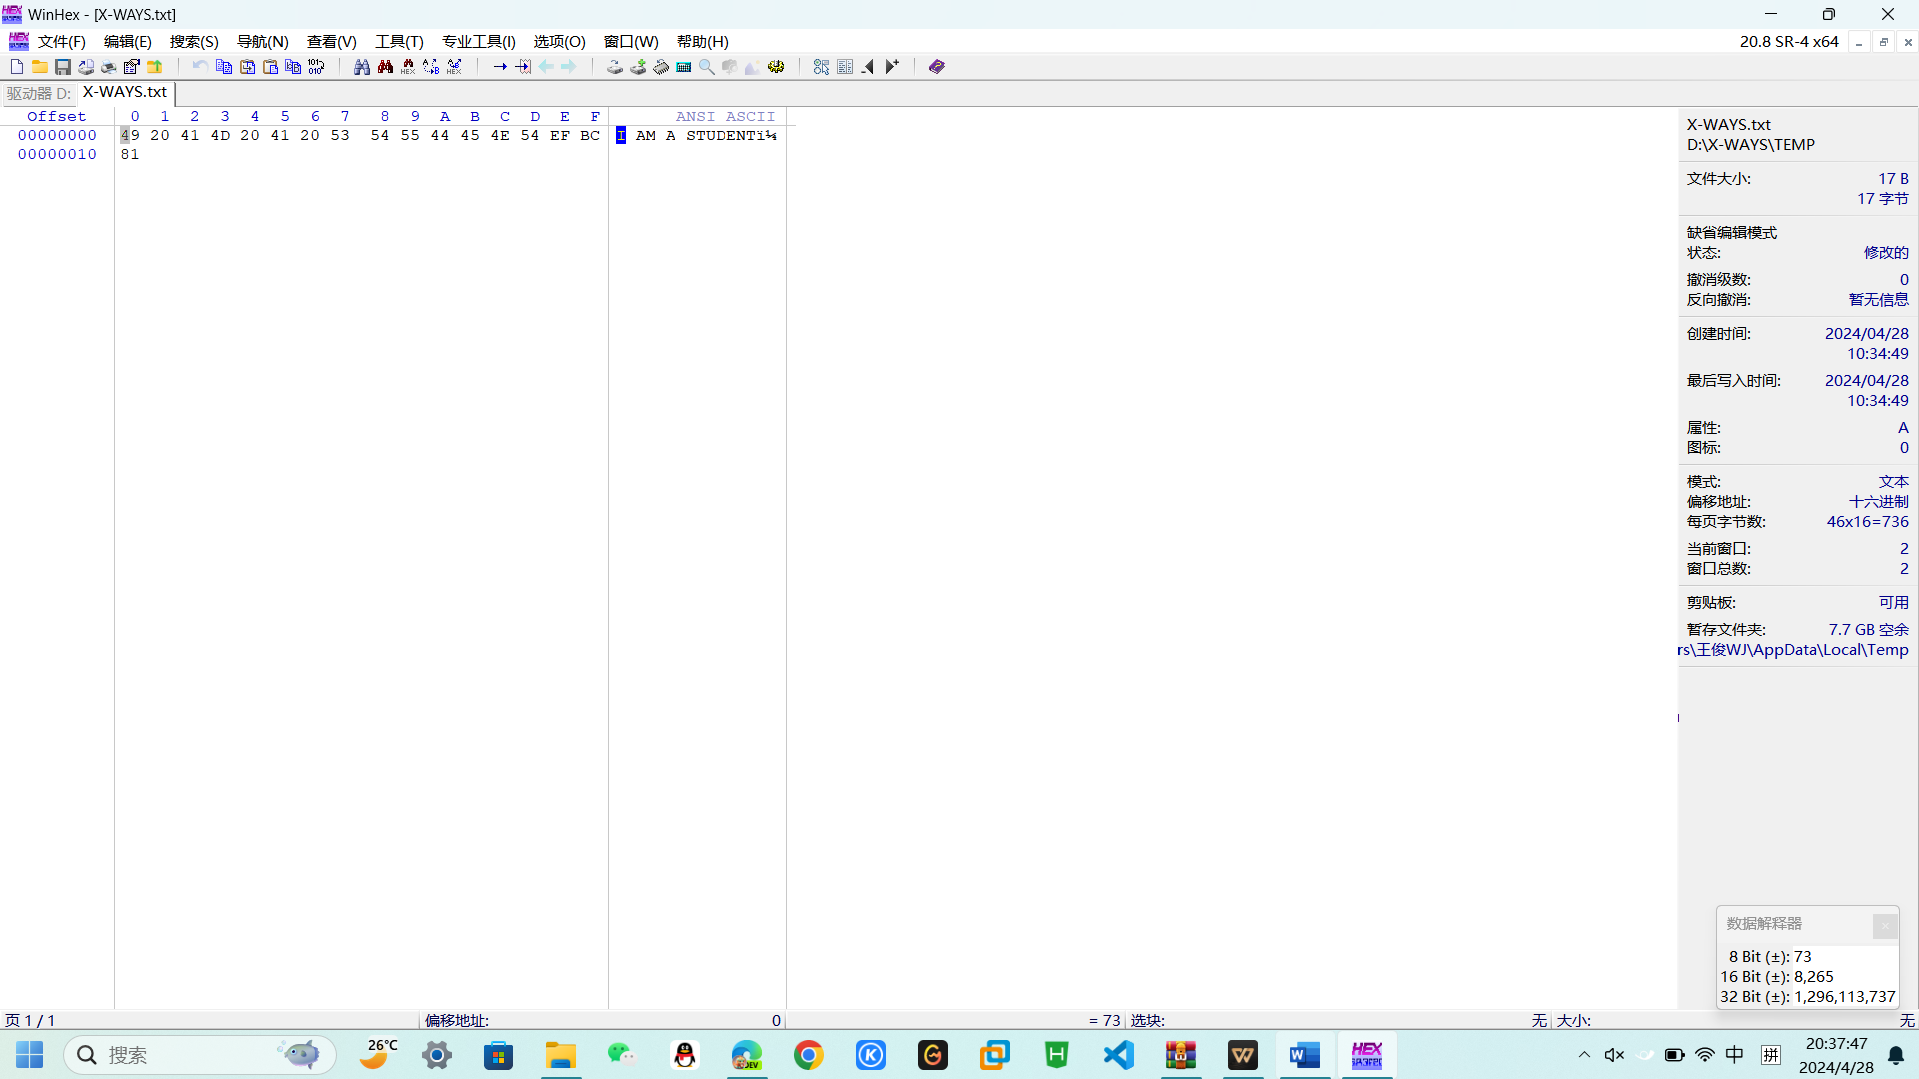 WinHex - [X-WAYS.txt]
文件(F) 编辑(E) 搜索(S) 导航(N) 查看(V) 工具(T) 专业工具(I) 选项(O) 窗口(W) 帮助(H) 20.8 SR-4 x64
驱动器 D: X-WAYS.txt
Offset 0 1 2 3 4 5 6 7 8 9 A B C D E F ANSI ASCII
00000000 49 20 41 4D 20 41 20 53 54 55 44 45 4E 54 EF BC I AM A STUDENTï¼
00000010 81
X-WAYS.txt
D:\X-WAYS\TEMP
文件大小: 17 B
17 字节
缺省编辑模式
状态: 修改的
撤消级数: 0
反向撤消: 暂无信息
创建时间: 2024/04/28
10:34:49
最后写入时间: 2024/04/28
10:34:49
属性: A
图标: 0
模式: 文本
偏移地址: 十六进制
每页字节数: 46x16=736
当前窗口: 2
窗口总数: 2
剪贴板: 可用
暂存文件夹: 7.7 GB 空余
rs\王俊WJ\AppData\Local\Temp
数据解释器
8 Bit (±): 73
16 Bit (±): 8,265
32 Bit (±): 1,296,113,737
页 1 / 1 偏移地址: 0 = 73 选块: 无 大小: 无
搜索 26°C 中 拼 20:37:47
2024/4/28